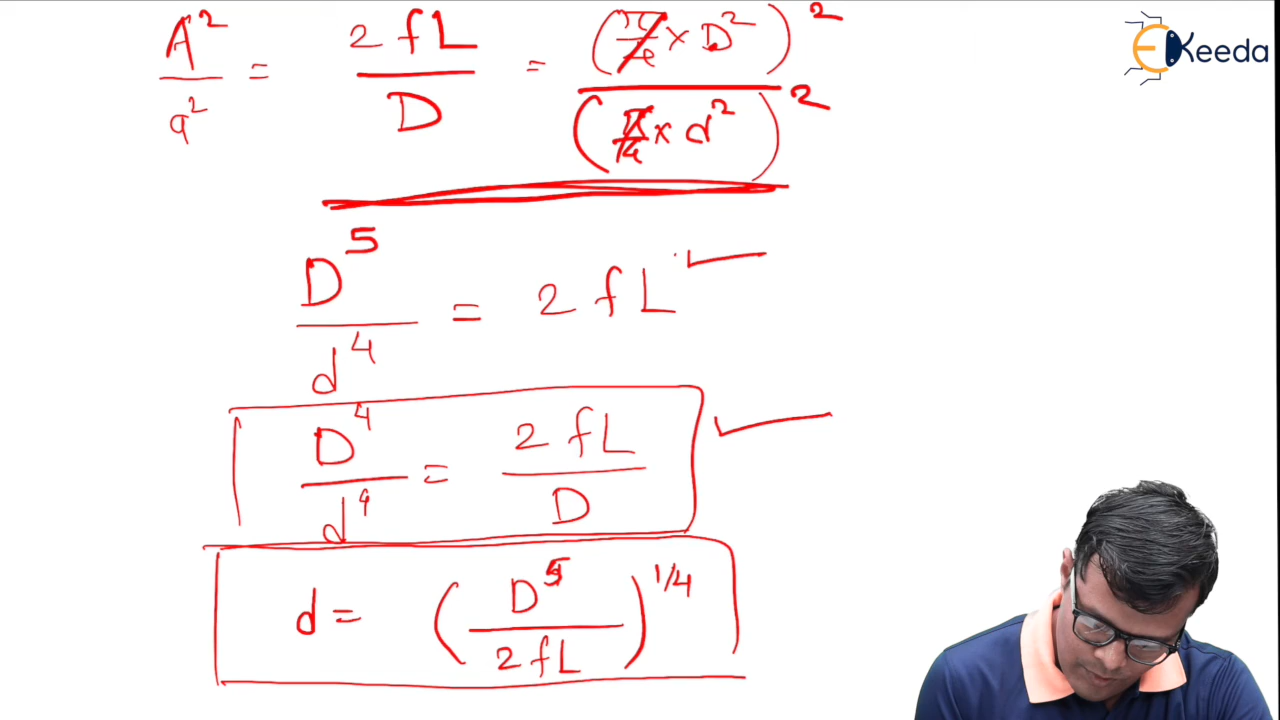 A²/a² = 2fL/D = (π/4 × D²)²/(π/4 × d²)²
D⁵/d⁴ = 2fL
D⁴/d⁴ = 2fL/D
d = (D⁵/2fL)^1/4
eKeeda